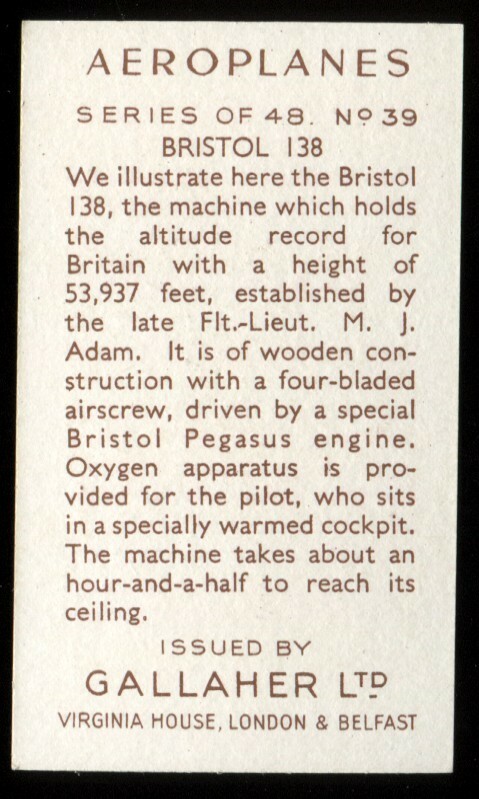 AEROPLANES
SERIES OF 48. Nº 39
BRISTOL 138
We illustrate here the Bristol
138, the machine which holds
the altitude record for
Britain with a height of
53,937 feet, established by
the late Flt.-Lieut. M. J.
Adam. It is of wooden con-
struction with a four-bladed
airscrew, driven by a special
Bristol Pegasus engine.
Oxygen apparatus is pro-
vided for the pilot, who sits
in a specially warmed cockpit.
The machine takes about an
hour-and-a-half to reach its
ceiling.
ISSUED BY
GALLAHER LTD
VIRGINIA HOUSE, LONDON & BELFAST